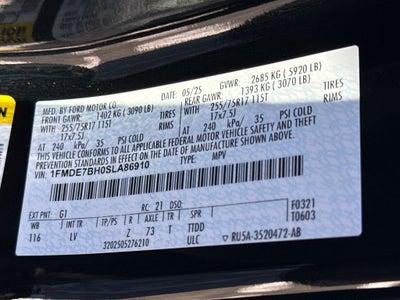 MFD. BY FORD MOTOR CO.
DATE: 05/25 GVWR: 2685 KG ( 5920 LB)
FRONT GAWR: 1402 KG ( 3090 LB) REAR GAWR: 1393 KG ( 3070 LB)
WITH 255/75R17 115T TIRES WITH 255/75R17 115T TIRES
17x7.5J RIMS 17x7.5J RIMS
AT 240 kPa/ 35 PSI COLD AT 240 kPa/ 35 PSI COLD
THIS VEHICLE CONFORMS TO ALL APPLICABLE FEDERAL MOTOR VEHICLE SAFETY AND THEFT
PREVENTION STANDARDS IN EFFECT ON THE DATE OF MANUFACTURE SHOWN ABOVE.
VIN: 1FMDE7BH0SLA86910
TYPE: MPV
EXT PNT: G1 RC: 21 DSO: F0321
WB INT TR TP/PS R AXLE TR SPR T0603
116 LV Z 73 T TTDD
3202505276210 ULC
RU5A-3520472-AB